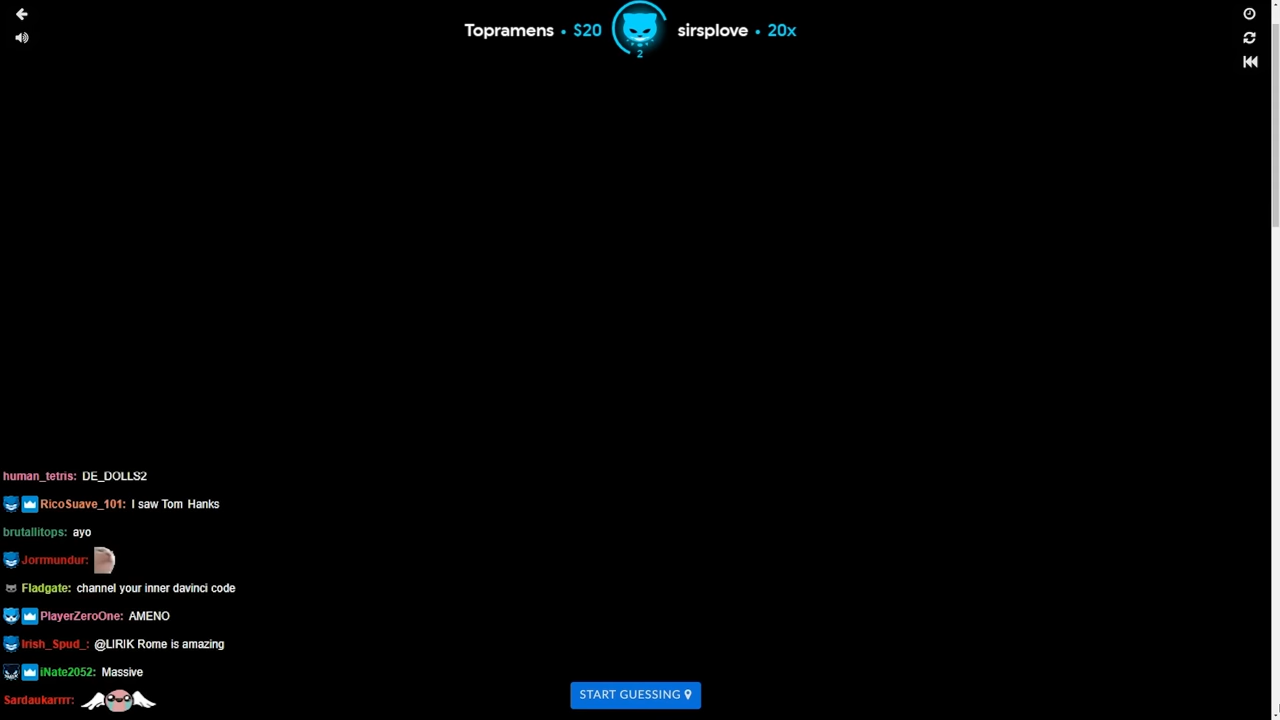 Topramens • $20 2 sirsplove • 20x
human_tetris: DE_DOLLS2
RicoSuave_101: I saw Tom Hanks
brutallitops: ayo
Jorrmundur:
Fladgate: channel your inner davinci code
PlayerZeroOne: AMENO
Irish_Spud_: @LIRIK Rome is amazing
iNate2052: Massive
Sardaukarrrr:
START GUESSING